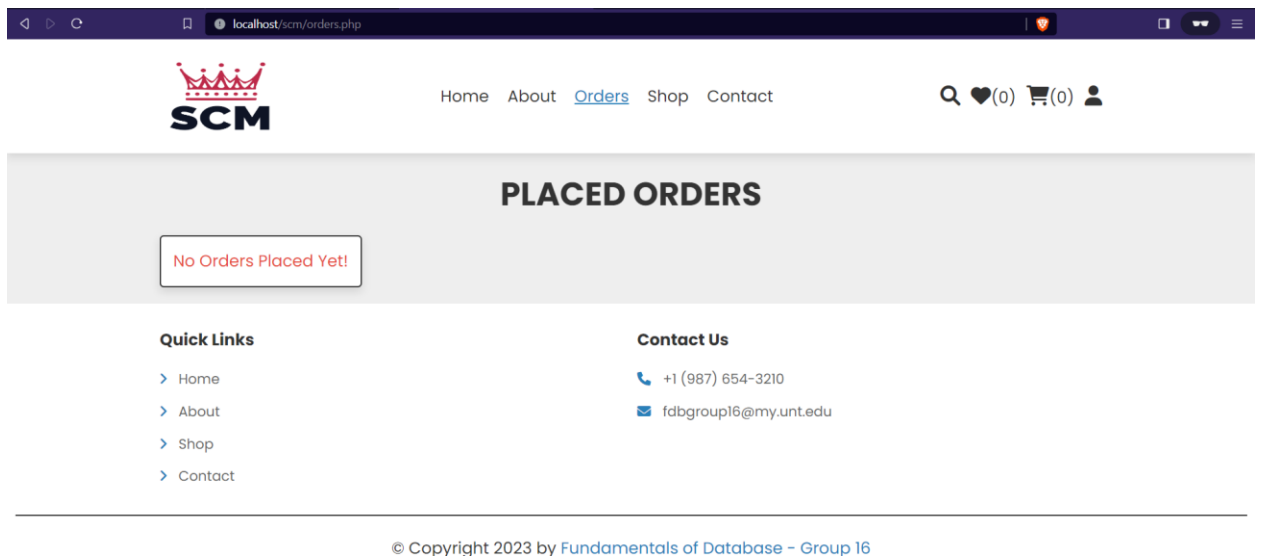 localhost/scm/orders.php
SCM
Home About Orders Shop Contact
(0) (0)
PLACED ORDERS
No Orders Placed Yet!
Quick Links
Home
About
Shop
Contact
Contact Us
+1 (987) 654-3210
fdbgroup16@my.unt.edu
© Copyright 2023 by Fundamentals of Database - Group 16